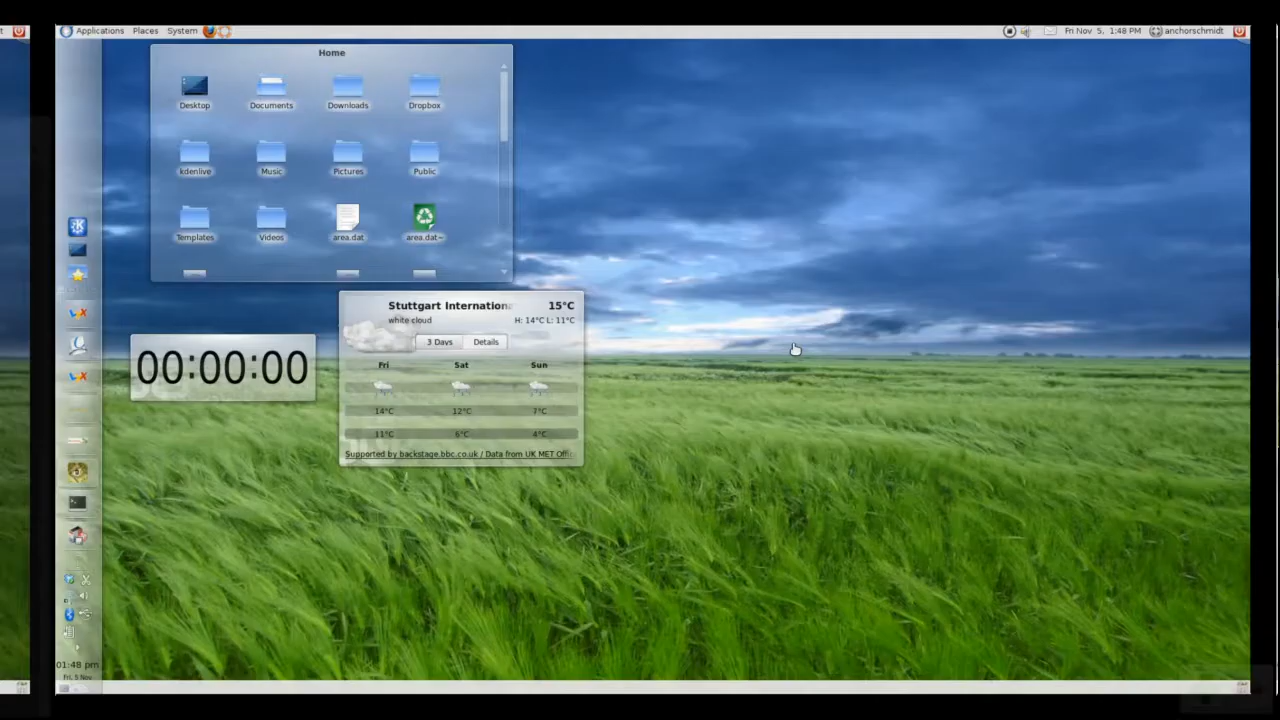 t
Applications Places System
Fri Nov 5, 1:48 PM anchorschmidt
Home
Desktop Documents Downloads Dropbox
kdenlive Music Pictures Public
Templates Videos area.dat area.dat~
Stuttgart Internationa 15°C
white cloud H: 14°C L: 11°C
3 Days Details
00:00:00
Fri Sat Sun
14°C 12°C 7°C
11°C 6°C 4°C
Supported by backstage.bbc.co.uk / Data from UK MET Offic
01:48 pm
Fri, 5 Nov